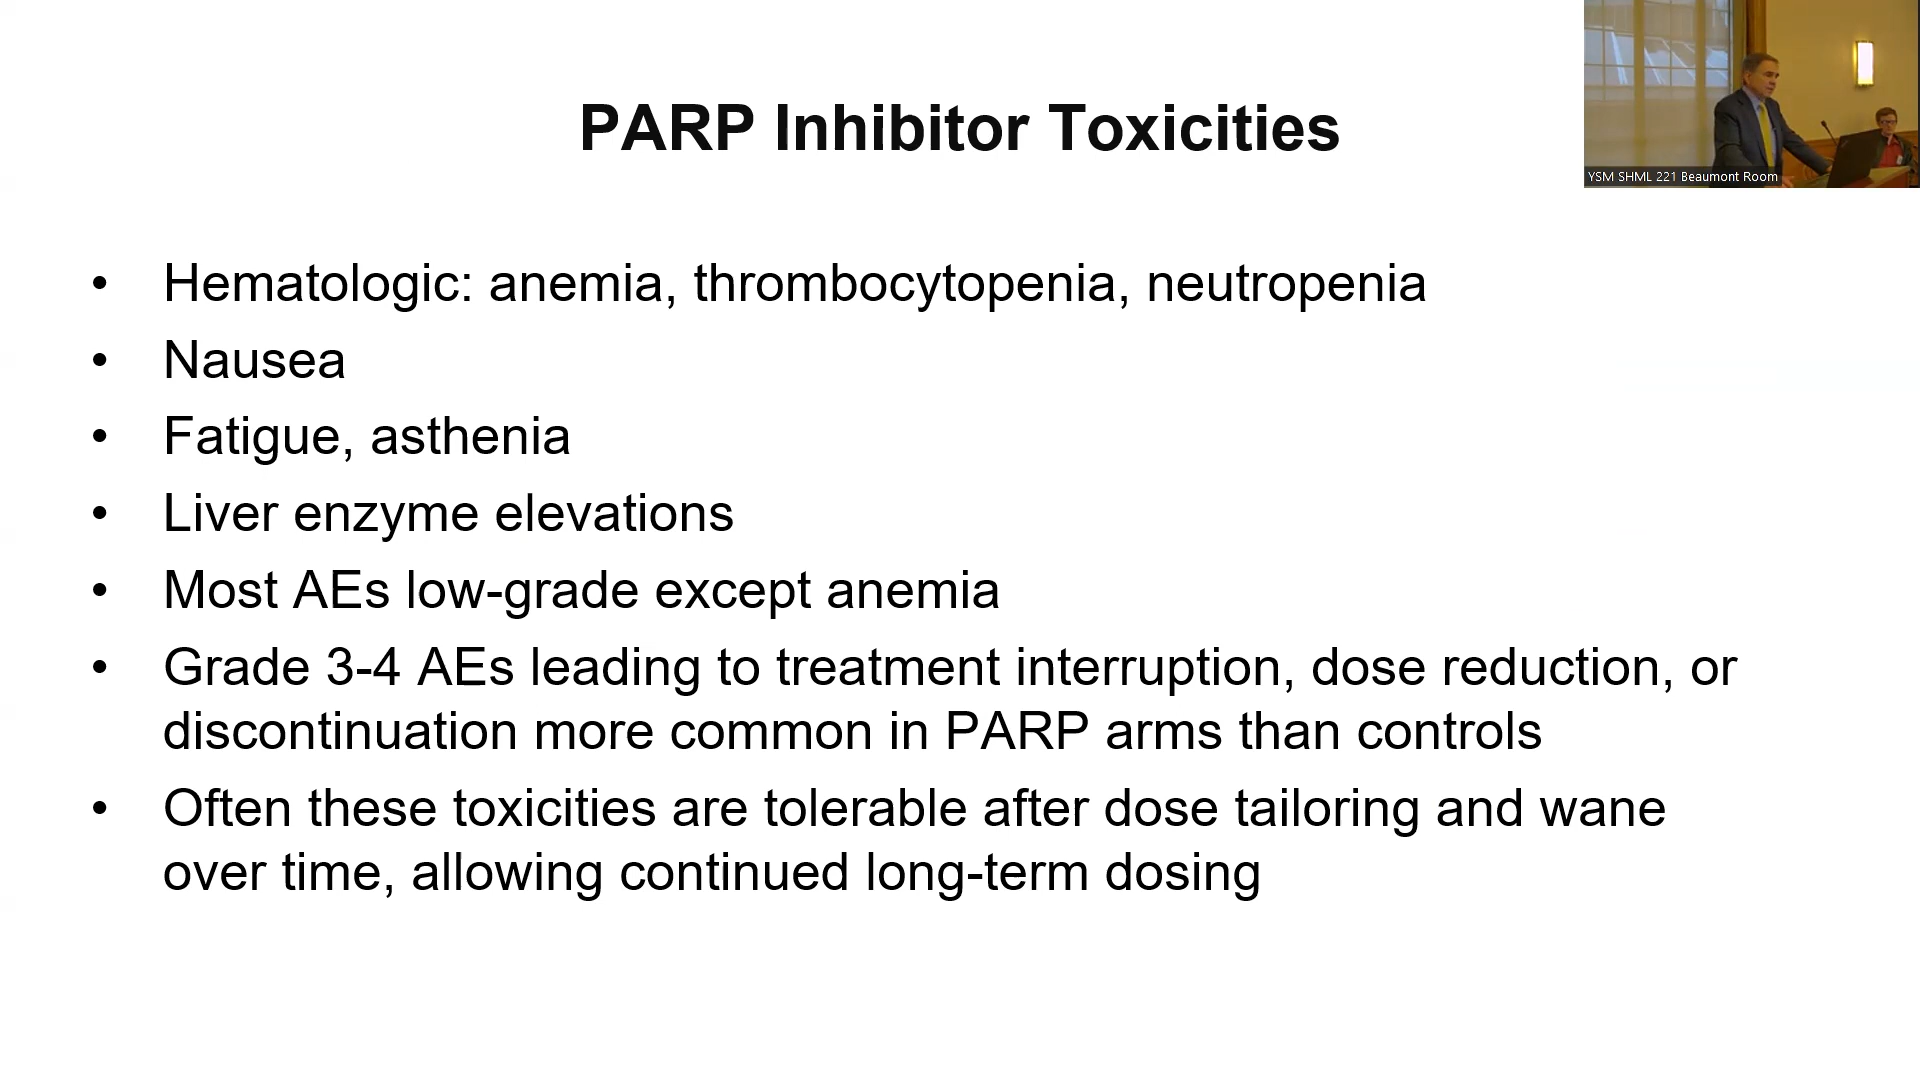 PARP Inhibitor Toxicities
YSM SHML 221 Beaumont Room
• Hematologic: anemia, thrombocytopenia, neutropenia
• Nausea
• Fatigue, asthenia
• Liver enzyme elevations
• Most AEs low-grade except anemia
• Grade 3-4 AEs leading to treatment interruption, dose reduction, or
discontinuation more common in PARP arms than controls
• Often these toxicities are tolerable after dose tailoring and wane
over time, allowing continued long-term dosing